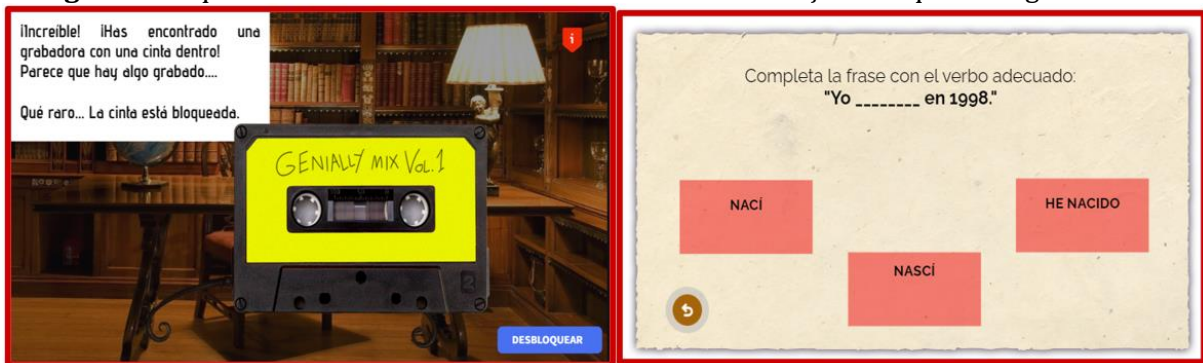 ¡Increíble! ¡Has encontrado una
grabadora con una cinta dentro!
Parece que hay algo grabado....
Qué raro... La cinta está bloqueada.
i
GENIALLY MIX VOL.1
2
DESBLOQUEAR
Completa la frase con el verbo adecuado:
"Yo ________ en 1998."
NACÍ
HE NACIDO
NASCÍ